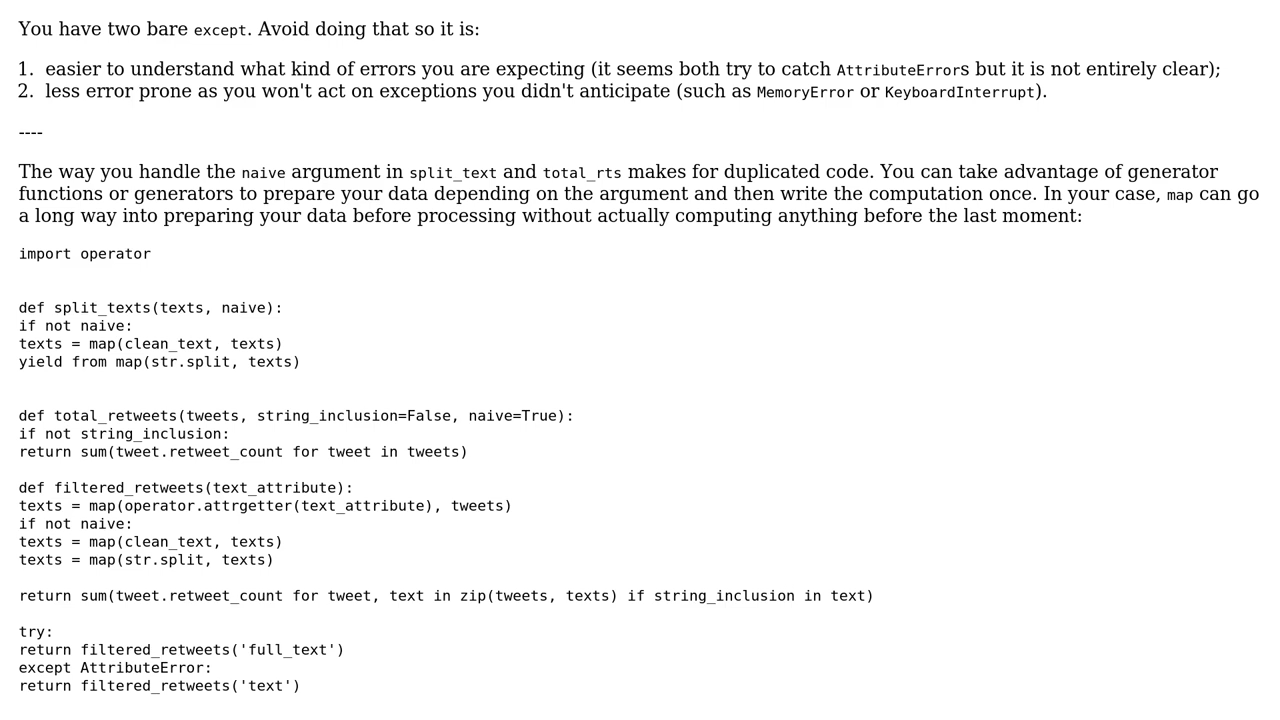 You have two bare except. Avoid doing that so it is:
1. easier to understand what kind of errors you are expecting (it seems both try to catch AttributeErrors but it is not entirely clear);
2. less error prone as you won't act on exceptions you didn't anticipate (such as MemoryError or KeyboardInterrupt).
----
The way you handle the naive argument in split_text and total_rts makes for duplicated code. You can take advantage of generator
functions or generators to prepare your data depending on the argument and then write the computation once. In your case, map can go
a long way into preparing your data before processing without actually computing anything before the last moment:
import operator
def split_texts(texts, naive):
if not naive:
texts = map(clean_text, texts)
yield from map(str.split, texts)
def total_retweets(tweets, string_inclusion=False, naive=True):
if not string_inclusion:
return sum(tweet.retweet_count for tweet in tweets)
def filtered_retweets(text_attribute):
texts = map(operator.attrgetter(text_attribute), tweets)
if not naive:
texts = map(clean_text, texts)
texts = map(str.split, texts)
return sum(tweet.retweet_count for tweet, text in zip(tweets, texts) if string_inclusion in text)
try:
return filtered_retweets('full_text')
except AttributeError:
return filtered_retweets('text')